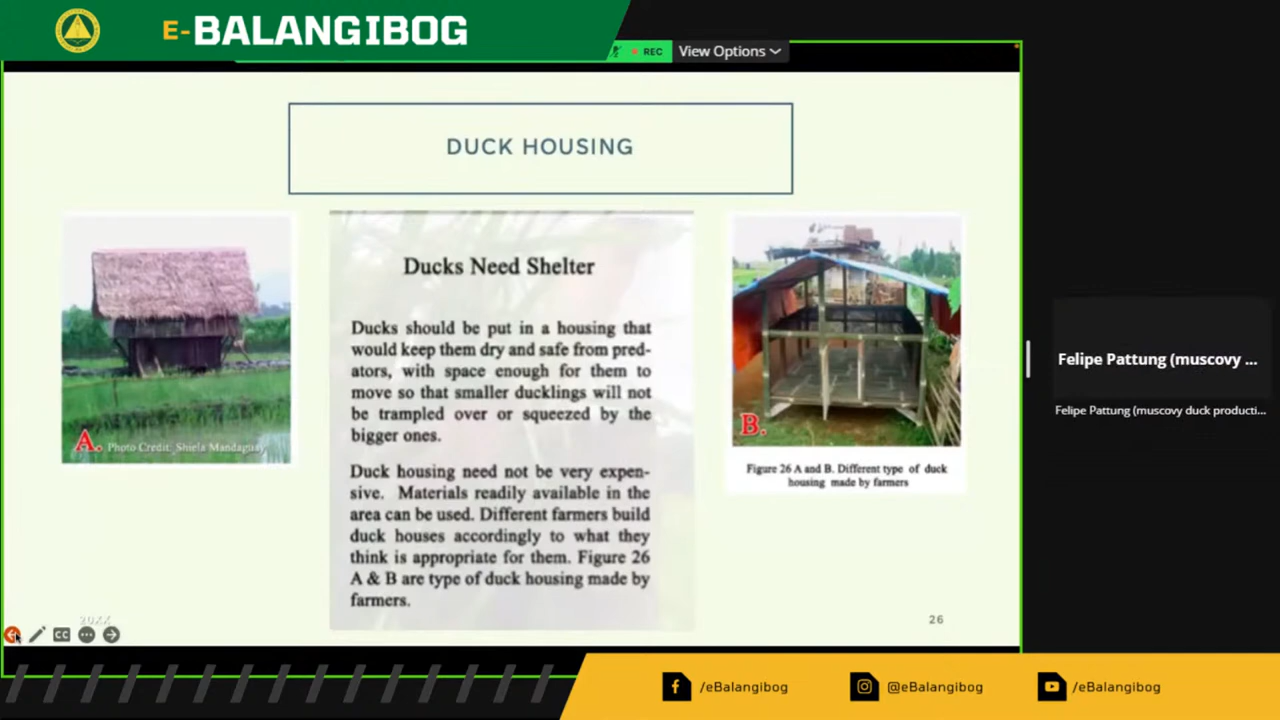 E-BALANGIBOG
REC
View Options
DUCK HOUSING
A.
Photo Credit: Shiela Mandaguay
Ducks Need Shelter
Ducks should be put in a housing that
would keep them dry and safe from pred-
ators, with space enough for them to
move so that smaller ducklings will not
be trampled over or squeezed by the
bigger ones.
Duck housing need not be very expen-
sive. Materials readily available in the
area can be used. Different farmers build
duck houses accordingly to what they
think is appropriate for them. Figure 26
A & B are type of duck housing made by
farmers.
B.
Figure 26 A and B. Different type of duck
housing made by farmers
Felipe Pattung (muscovy ...
Felipe Pattung (muscovy duck producti...
20XX
26
CC
/eBalangibog
@eBalangibog
/eBalangibog